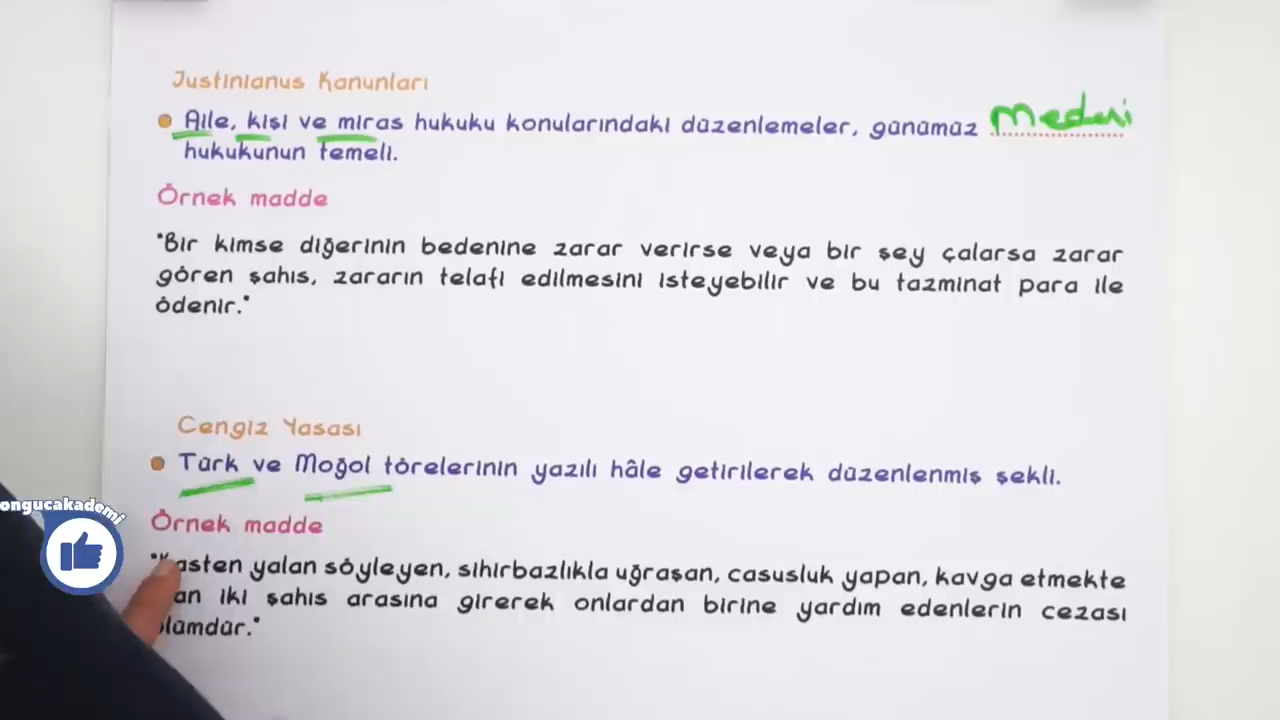 Justinianus Kanunları
Aile, kişi ve miras hukuku konularındaki düzenlemeler, günümüz medeni
hukukunun temeli.
Örnek madde
"Bir kimse diğerinin bedenine zarar verirse veya bir şey çalarsa zarar
gören şahıs, zararın telafi edilmesini isteyebilir ve bu tazminat para ile
ödenir."
Cengiz Yasası
Türk ve Moğol törelerinin yazılı hâle getirilerek düzenlenmiş şekli.
ongucakademi
Örnek madde
"Kasten yalan söyleyen, sihirbazlıkla uğraşan, casusluk yapan, kavga etmekte
iki şahıs arasına girerek onlardan birine yardım edenlerin cezası
ölümdür."